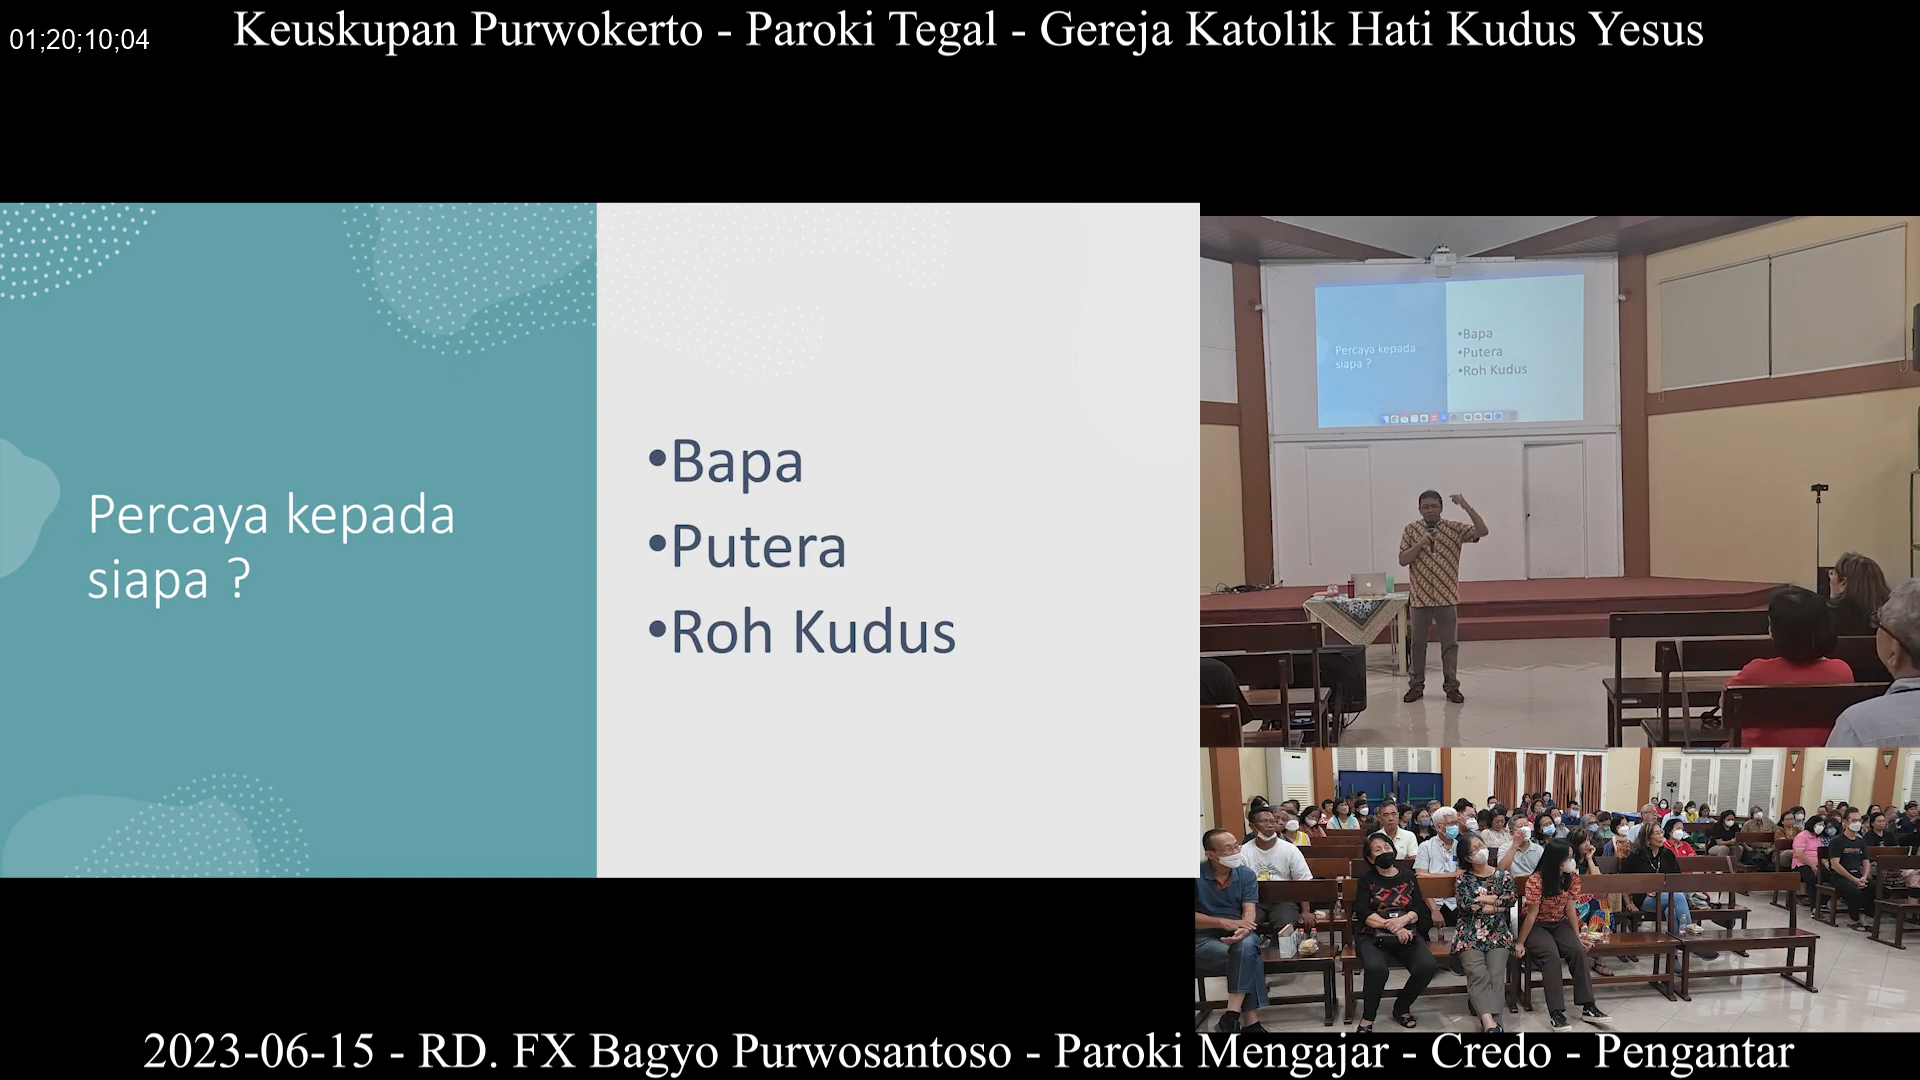 01;20;10;04
Keuskupan Purwokerto - Paroki Tegal - Gereja Katolik Hati Kudus Yesus
Percaya kepada
siapa ?
•Bapa
•Putera
•Roh Kudus
Percaya kepada
siapa ?
•Bapa
•Putera
•Roh Kudus
2023-06-15 - RD. FX Bagyo Purwosantoso - Paroki Mengajar - Credo - Pengantar